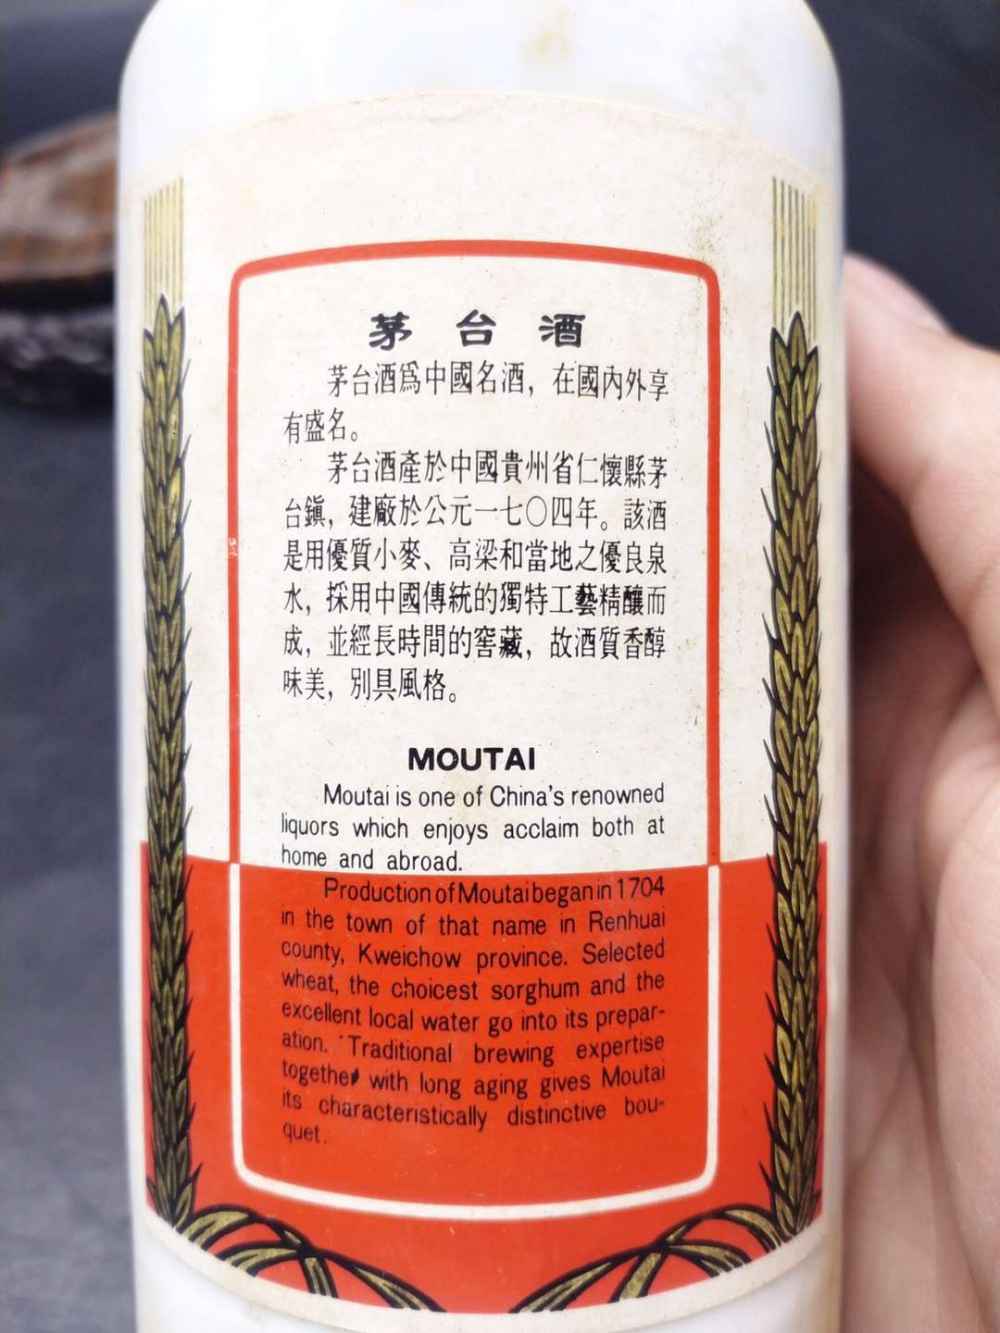 茅台酒
茅台酒爲中國名酒，在國內外享
有盛名。
茅台酒產於中國貴州省仁懷縣茅
台鎮，建廠於公元一七〇四年。該酒
是用優質小麥、高梁和當地之優良泉
水，採用中國傳統的獨特工藝精釀而
成，並經長時間的窖藏，故酒質香醇
味美，別具風格。
MOUTAI
Moutai is one of China's renowned
liquors which enjoys acclaim both at
home and abroad.
Production of Moutai began in 1704
in the town of that name in Renhuai
county, Kweichow province. Selected
wheat, the choicest sorghum and the
excellent local water go into its prepar-
ation. Traditional brewing expertise
together with long aging gives Moutai
its characteristically distinctive bou-
quet.